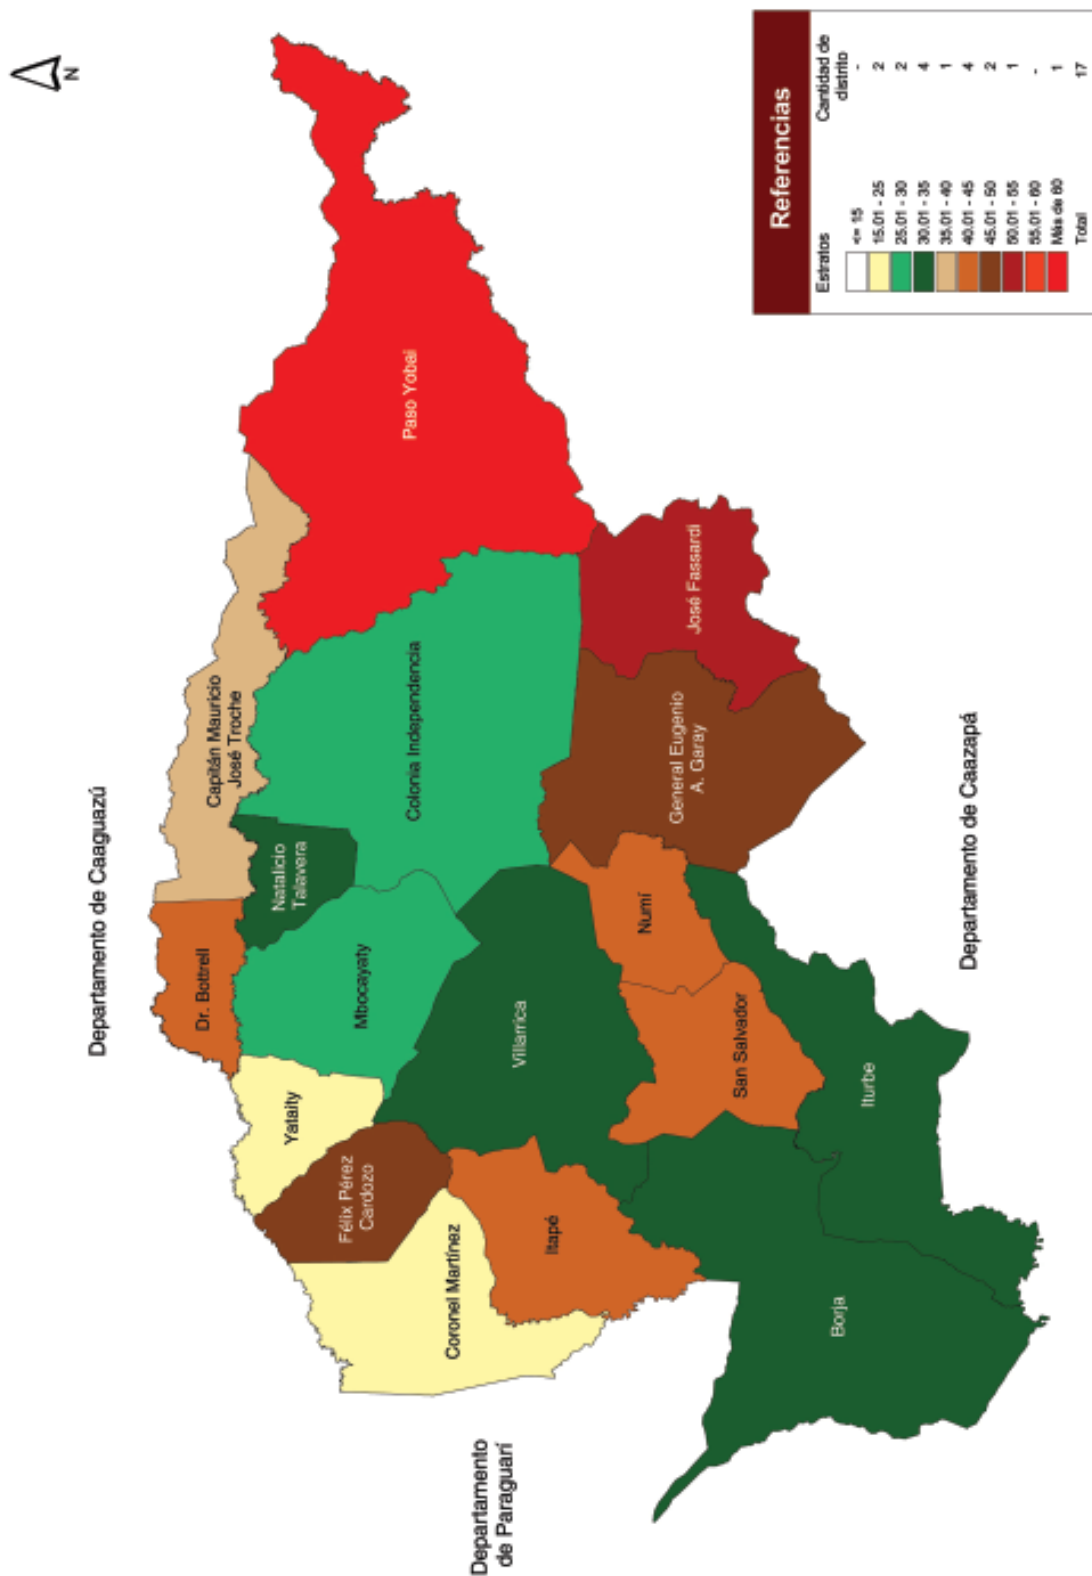 N
Departamento de Caaguazú
Departamento
de Paraguarí
Departamento de Caazapá
Dr. Bottrell
Capitán Mauricio
José Troche
Natalicio
Talavera
Yataity
Mbocayaty
Félix Pérez
Cardozo
Coronel Martínez
Itapé
Villarrica
Colonia Independencia
Paso Yobai
José Fassardi
General Eugenio
A. Garay
Numí
San Salvador
Iturbe
Borja
Referencias
Estratos Cantidad de
distrito
<= 15 -
15.01 - 25 2
25.01 - 30 2
30.01 - 35 4
35.01 - 40 1
40.01 - 45 4
45.01 - 50 2
50.01 - 55 1
55.01 - 60 -
Más de 60 1
Total 17